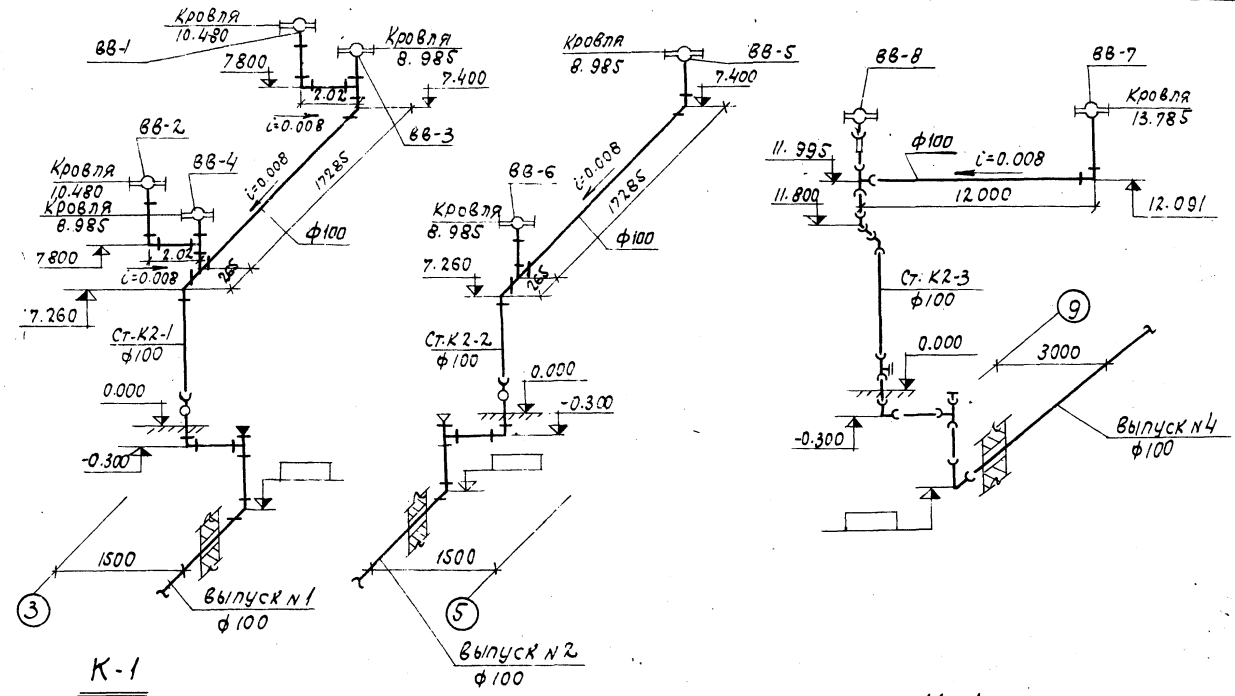 Кровля
10.480
ВВ-1
Кровля
8.985
7800
7.400
2.02
i=0.008
ВВ-3
ВВ-2
Кровля
10.480
Кровля
8.985
ВВ-4
i=0.008
17285
ф100
7800
2.02
i=0.008
265
7.260
Ст.К2-1
ф100
0.000
-0.300
1500
3
Выпуск N1
ф100
К-1
Кровля
8.985
ВВ-5
7.400
ВВ-6
Кровля
8.985
i=0.008
17285
ф100
7.260
265
Ст.К2-2
ф100
0.000
-0.300
1500
5
Выпуск N2
ф100
ВВ-8
ВВ-7
Кровля
13.785
11.995
ф100
i=0.008
12000
11.800
12.091
Ст.К2-3
ф100
9
0.000
3000
-0.300
Выпуск N4
ф100